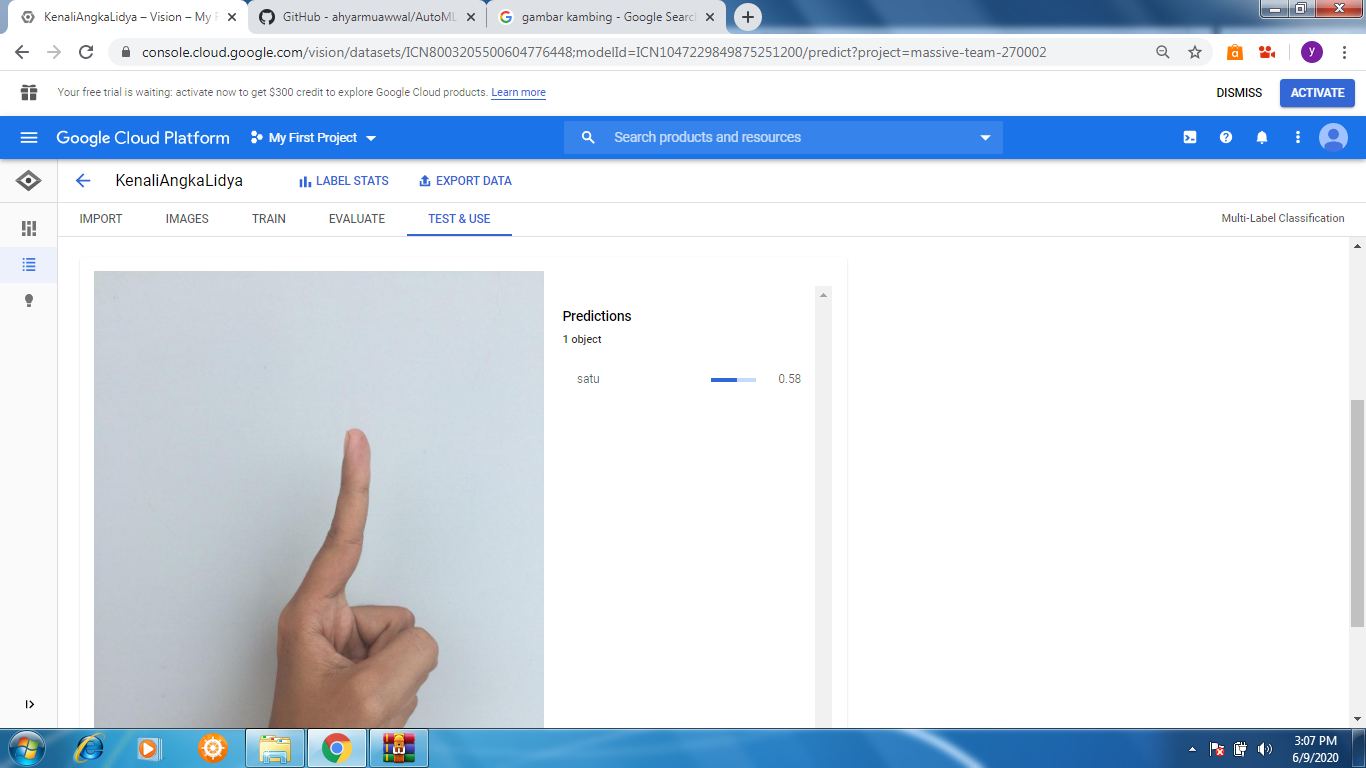 KenaliAngkaLidya – Vision – My F
GitHub - ahyarmuawwal/AutoML
gambar kambing - Google Search
console.cloud.google.com/vision/datasets/ICN8003205500604776448;modelId=ICN1047229849875251200/predict?project=massive-team-270002
y
Your free trial is waiting: activate now to get $300 credit to explore Google Cloud products. Learn more
DISMISS
ACTIVATE
Google Cloud Platform
My First Project
Search products and resources
KenaliAngkaLidya
LABEL STATS
EXPORT DATA
IMPORT
IMAGES
TRAIN
EVALUATE
TEST & USE
Multi-Label Classification
Predictions
1 object
satu
0.58
3:07 PM
6/9/2020